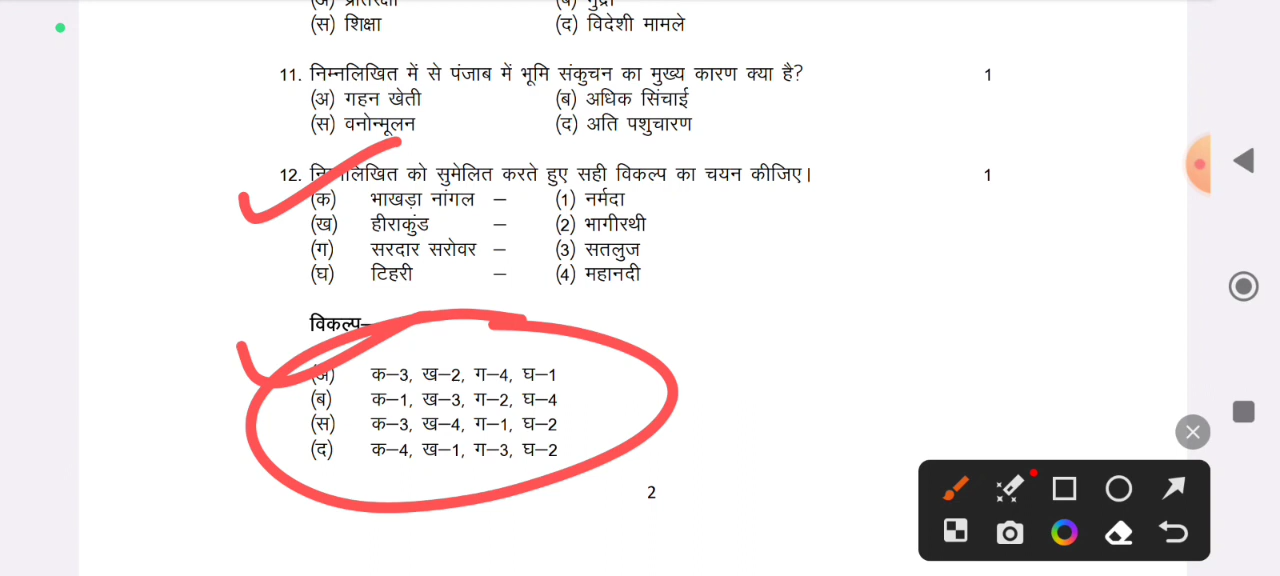 (स) शिक्षा (द) विदेशी मामले
11. निम्नलिखित में से पंजाब में भूमि संकुचन का मुख्य कारण क्या है? 1
(अ) गहन खेती (ब) अधिक सिंचाई
(स) वनोन्मूलन (द) अति पशुचारण
12. निम्नलिखित को सुमेलित करते हुए सही विकल्प का चयन कीजिए। 1
(क) भाखड़ा नांगल – (1) नर्मदा
(ख) हीराकुंड – (2) भागीरथी
(ग) सरदार सरोवर – (3) सतलुज
(घ) टिहरी – (4) महानदी
विकल्प–
(अ) क–3, ख–2, ग–4, घ–1
(ब) क–1, ख–3, ग–2, घ–4
(स) क–3, ख–4, ग–1, घ–2
(द) क–4, ख–1, ग–3, घ–2
2